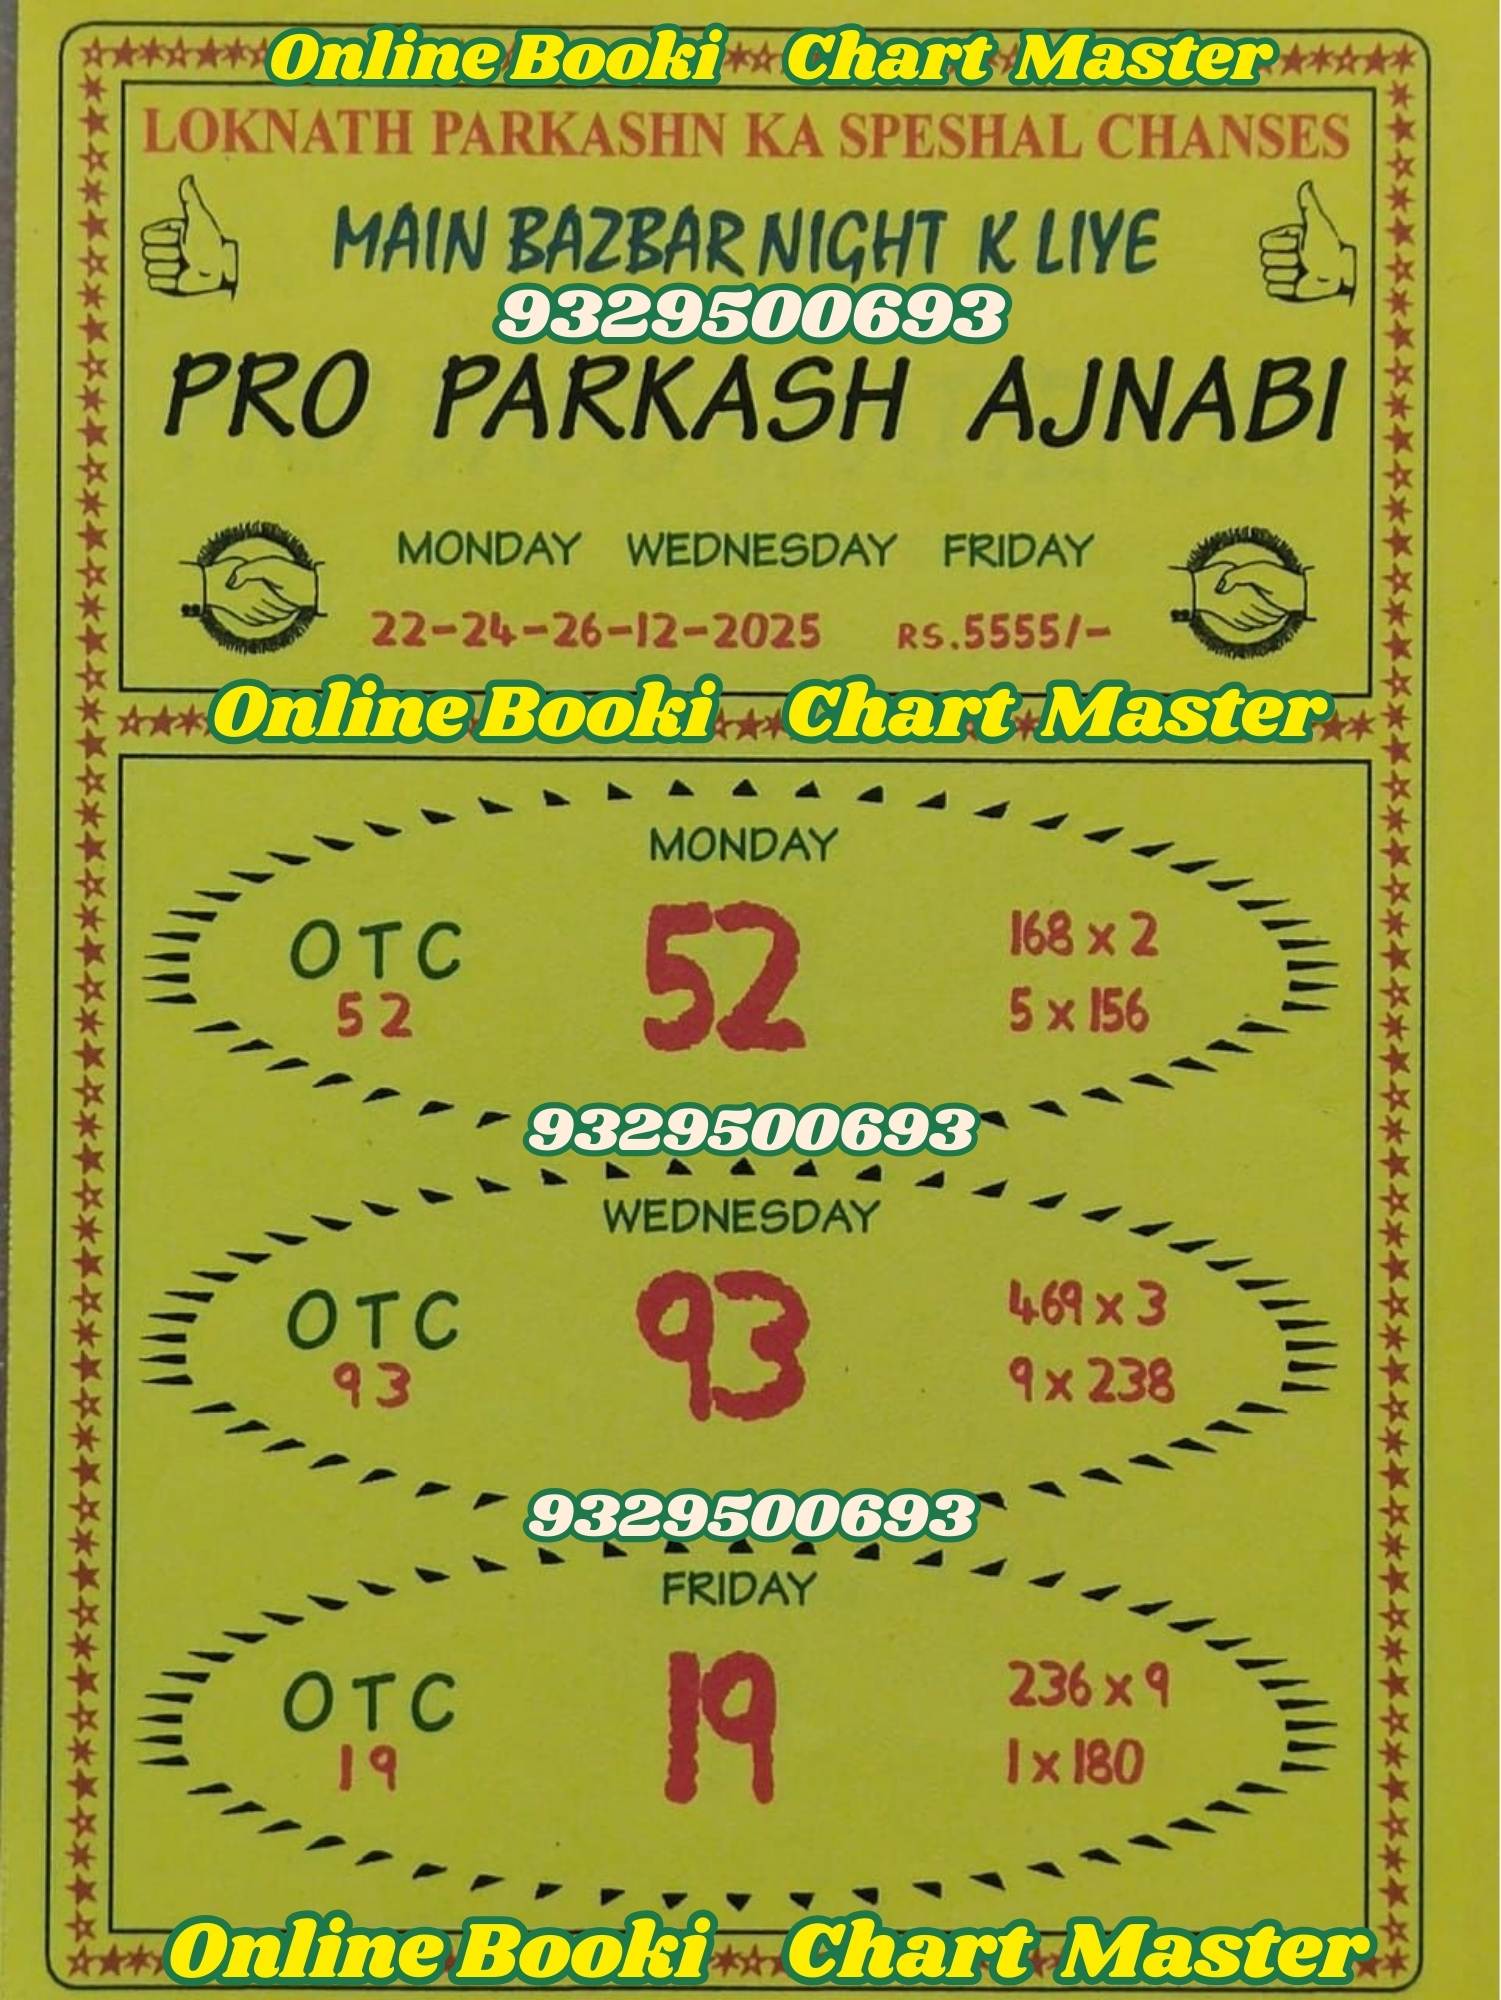 Online Booki Chart Master
LOKNATH PARKASHN KA SPESHAL CHANSES
MAIN BAZBAR NIGHT K LIYE
9329500693
PRO PARKASH AJNABI
MONDAY WEDNESDAY FRIDAY
22-24-26-12-2025 RS.5555/-
Online Booki Chart Master
MONDAY
OTC 52 168 x 2
52 5 x 156
9329500693
WEDNESDAY
OTC 93 469 x 3
93 9 x 238
9329500693
FRIDAY
OTC 19 236 x 9
19 1 x 180
Online Booki Chart Master